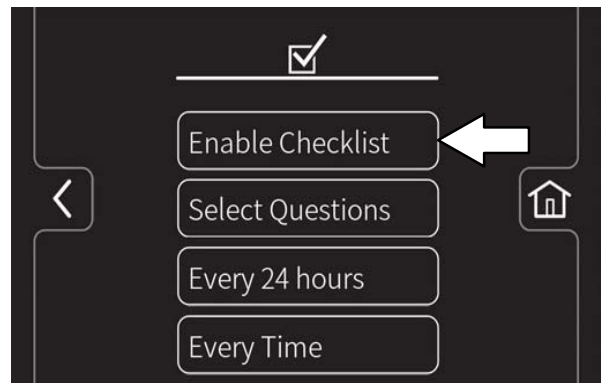 Enable Checklist
Select Questions
Every 24 hours
Every Time